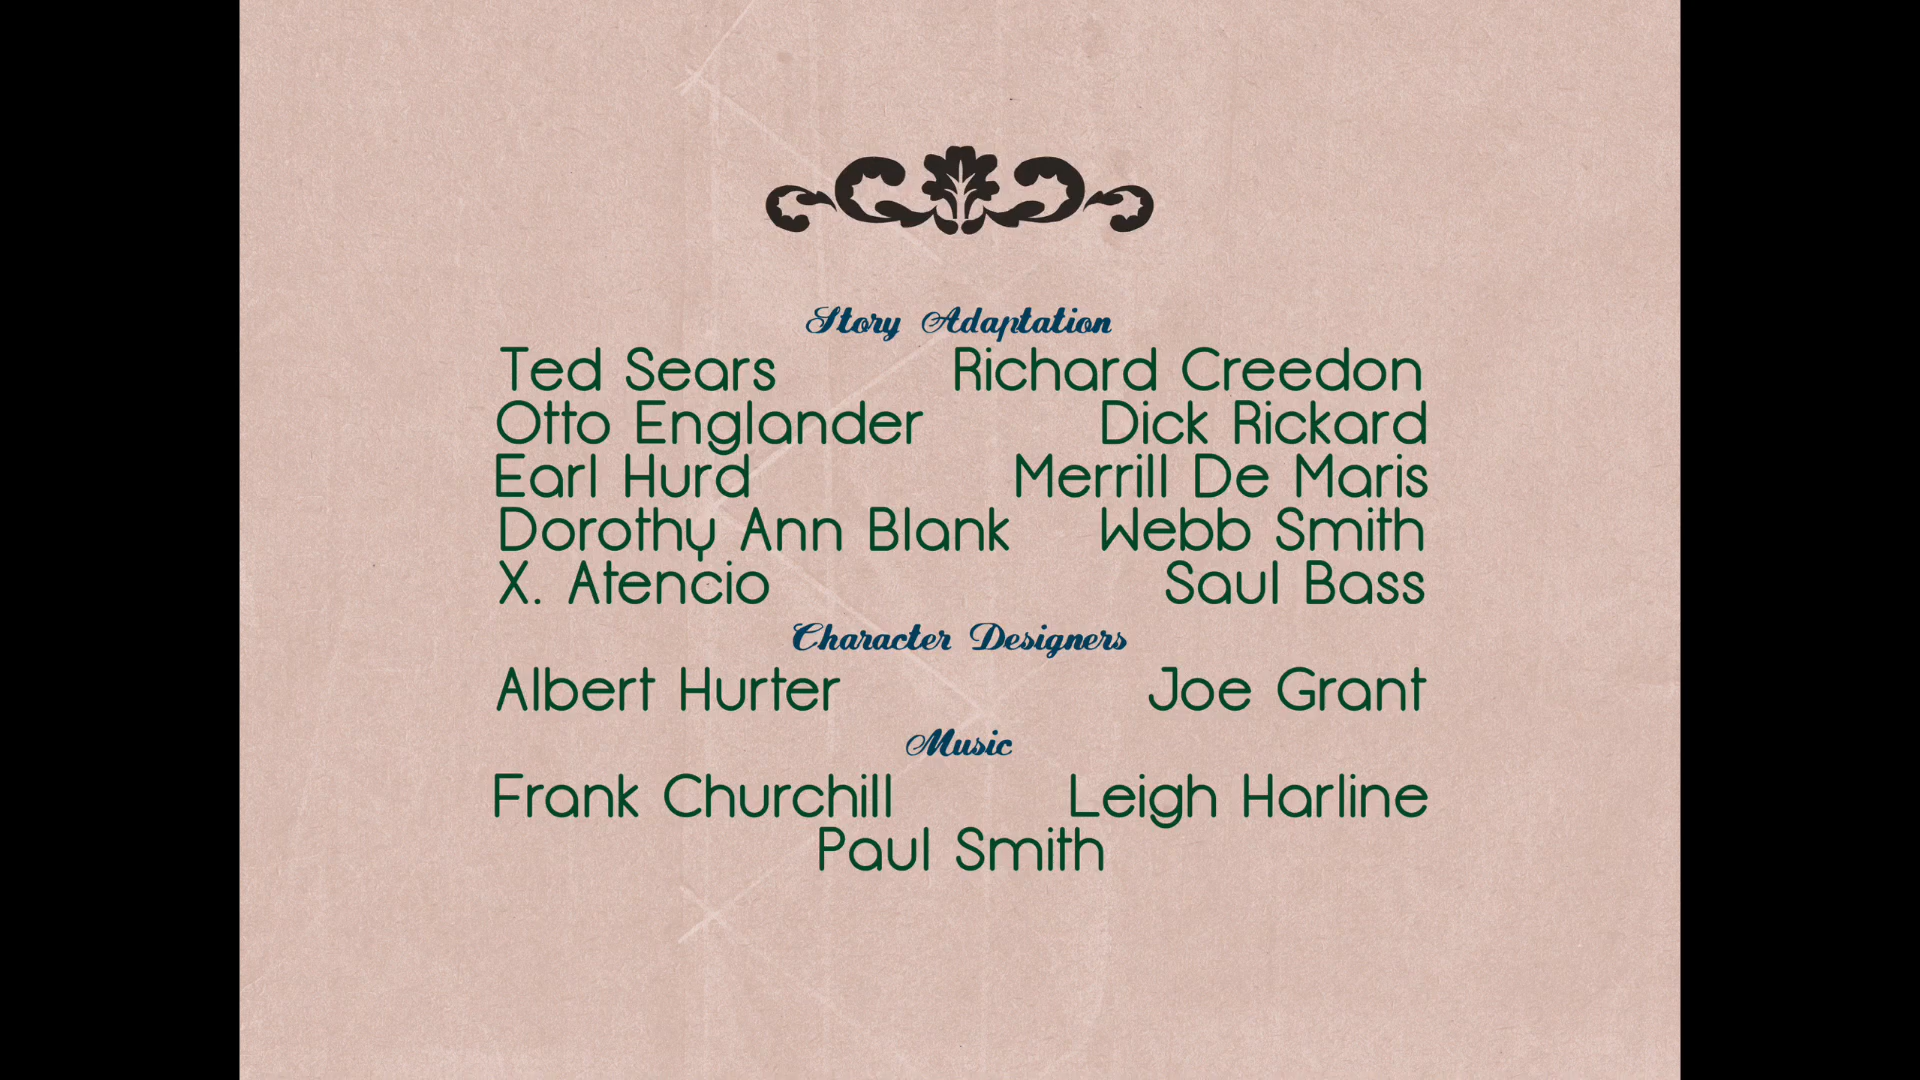 Story Adaptation
Ted Sears Richard Creedon
Otto Englander Dick Rickard
Earl Hurd Merrill De Maris
Dorothy Ann Blank Webb Smith
X. Atencio Saul Bass
Character Designers
Albert Hurter Joe Grant
Music
Frank Churchill Leigh Harline
Paul Smith